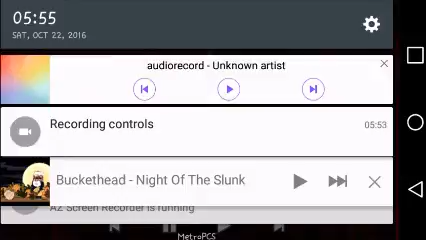 05:55
SAT, OCT 22, 2016
audiorecord - Unknown artist
Recording controls
05:53
Buckethead - Night Of The Slunk
AZ Screen Recorder is running
MetroPCS